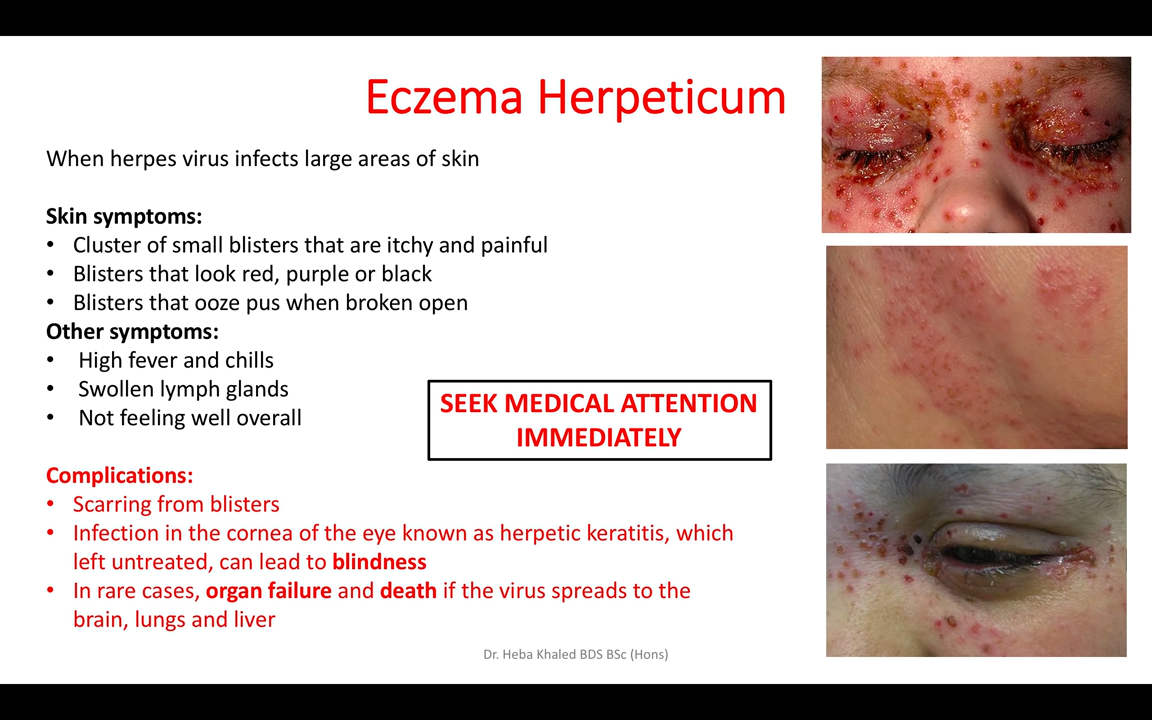 Eczema Herpeticum
When herpes virus infects large areas of skin
Skin symptoms:
• Cluster of small blisters that are itchy and painful
• Blisters that look red, purple or black
• Blisters that ooze pus when broken open
Other symptoms:
• High fever and chills
• Swollen lymph glands
• Not feeling well overall
SEEK MEDICAL ATTENTION
IMMEDIATELY
Complications:
• Scarring from blisters
• Infection in the cornea of the eye known as herpetic keratitis, which
left untreated, can lead to blindness
• In rare cases, organ failure and death if the virus spreads to the
brain, lungs and liver
Dr. Heba Khaled BDS BSc (Hons)